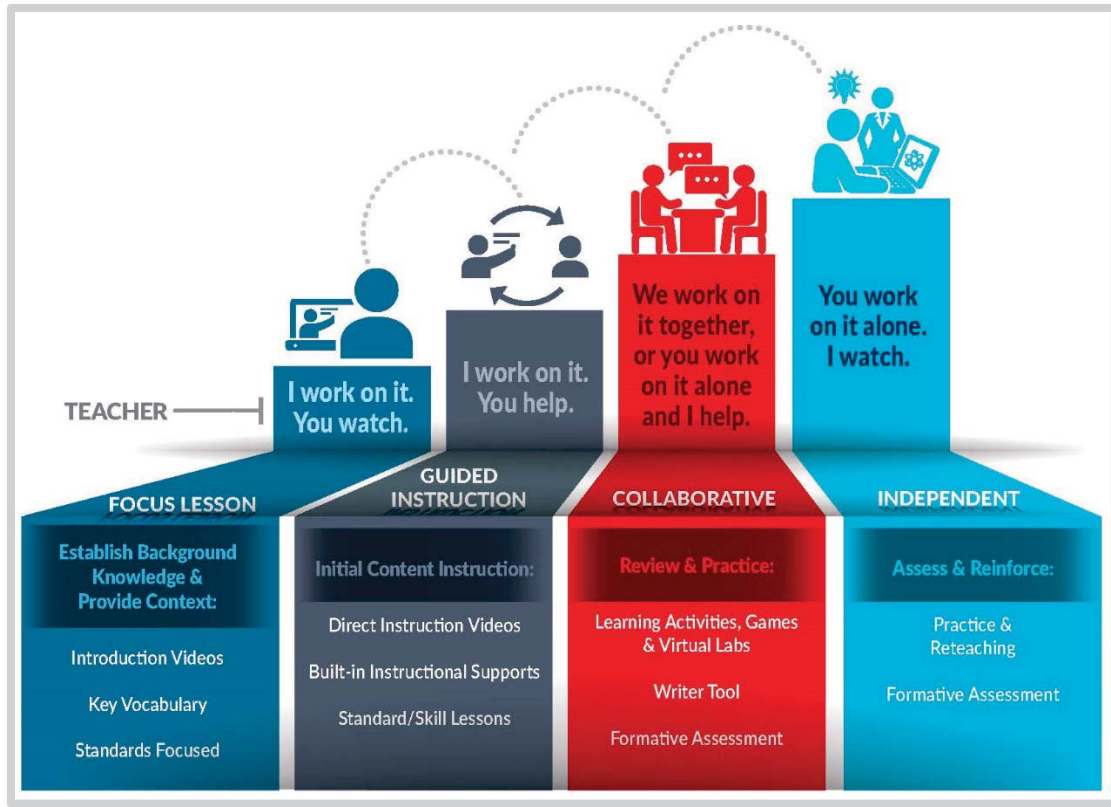 TEACHER
I work on it.
You watch.
I work on it.
You help.
We work on
it together,
or you work
on it alone
and I help.
You work
on it alone.
I watch.
FOCUS LESSON
Establish Background
Knowledge &
Provide Context:
Introduction Videos
Key Vocabulary
Standards Focused
GUIDED
INSTRUCTION
Initial Content Instruction:
Direct Instruction Videos
Built-in Instructional Supports
Standard/Skill Lessons
COLLABORATIVE
Review & Practice:
Learning Activities, Games
& Virtual Labs
Writer Tool
Formative Assessment
INDEPENDENT
Assess & Reinforce:
Practice &
Reteaching
Formative Assessment